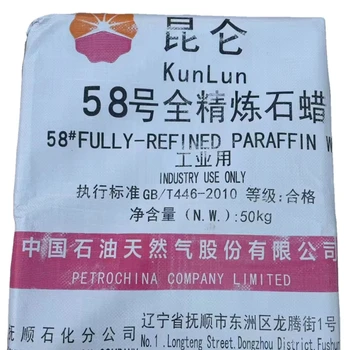 昆仑
KunLun
58号全精炼石蜡
58#FULLY-REFINED PARAFFIN W
工业用
INDUSTRY USE ONLY
执行标准GB/T446-2010 等级:合格
净含量(N.W.):50kg
中国石油天然气股份有限公司
PETROCHINA COMPANY LIMITED
抚顺石化分公司
辽宁省抚顺市东洲区龙腾街1号
No.1.Longteng Street,Dongzhou District,Fushun
COMPANY